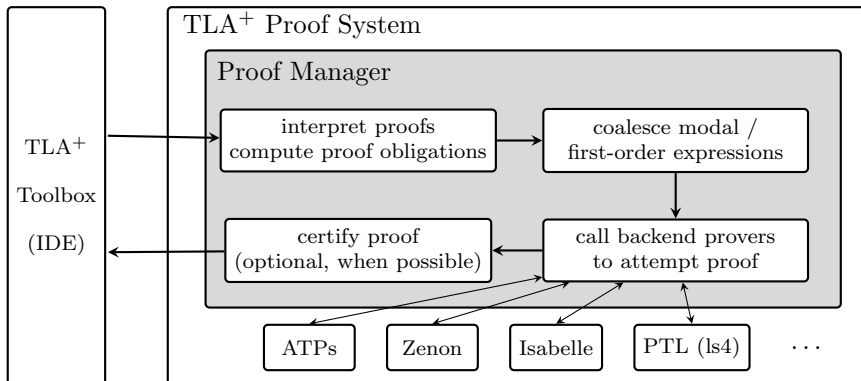 TLA+ Proof System
Proof Manager
TLA+
Toolbox
(IDE)
interpret proofs
compute proof obligations
coalesce modal /
first-order expressions
certify proof
(optional, when possible)
call backend provers
to attempt proof
ATPs
Zenon
Isabelle
PTL (ls4)
...